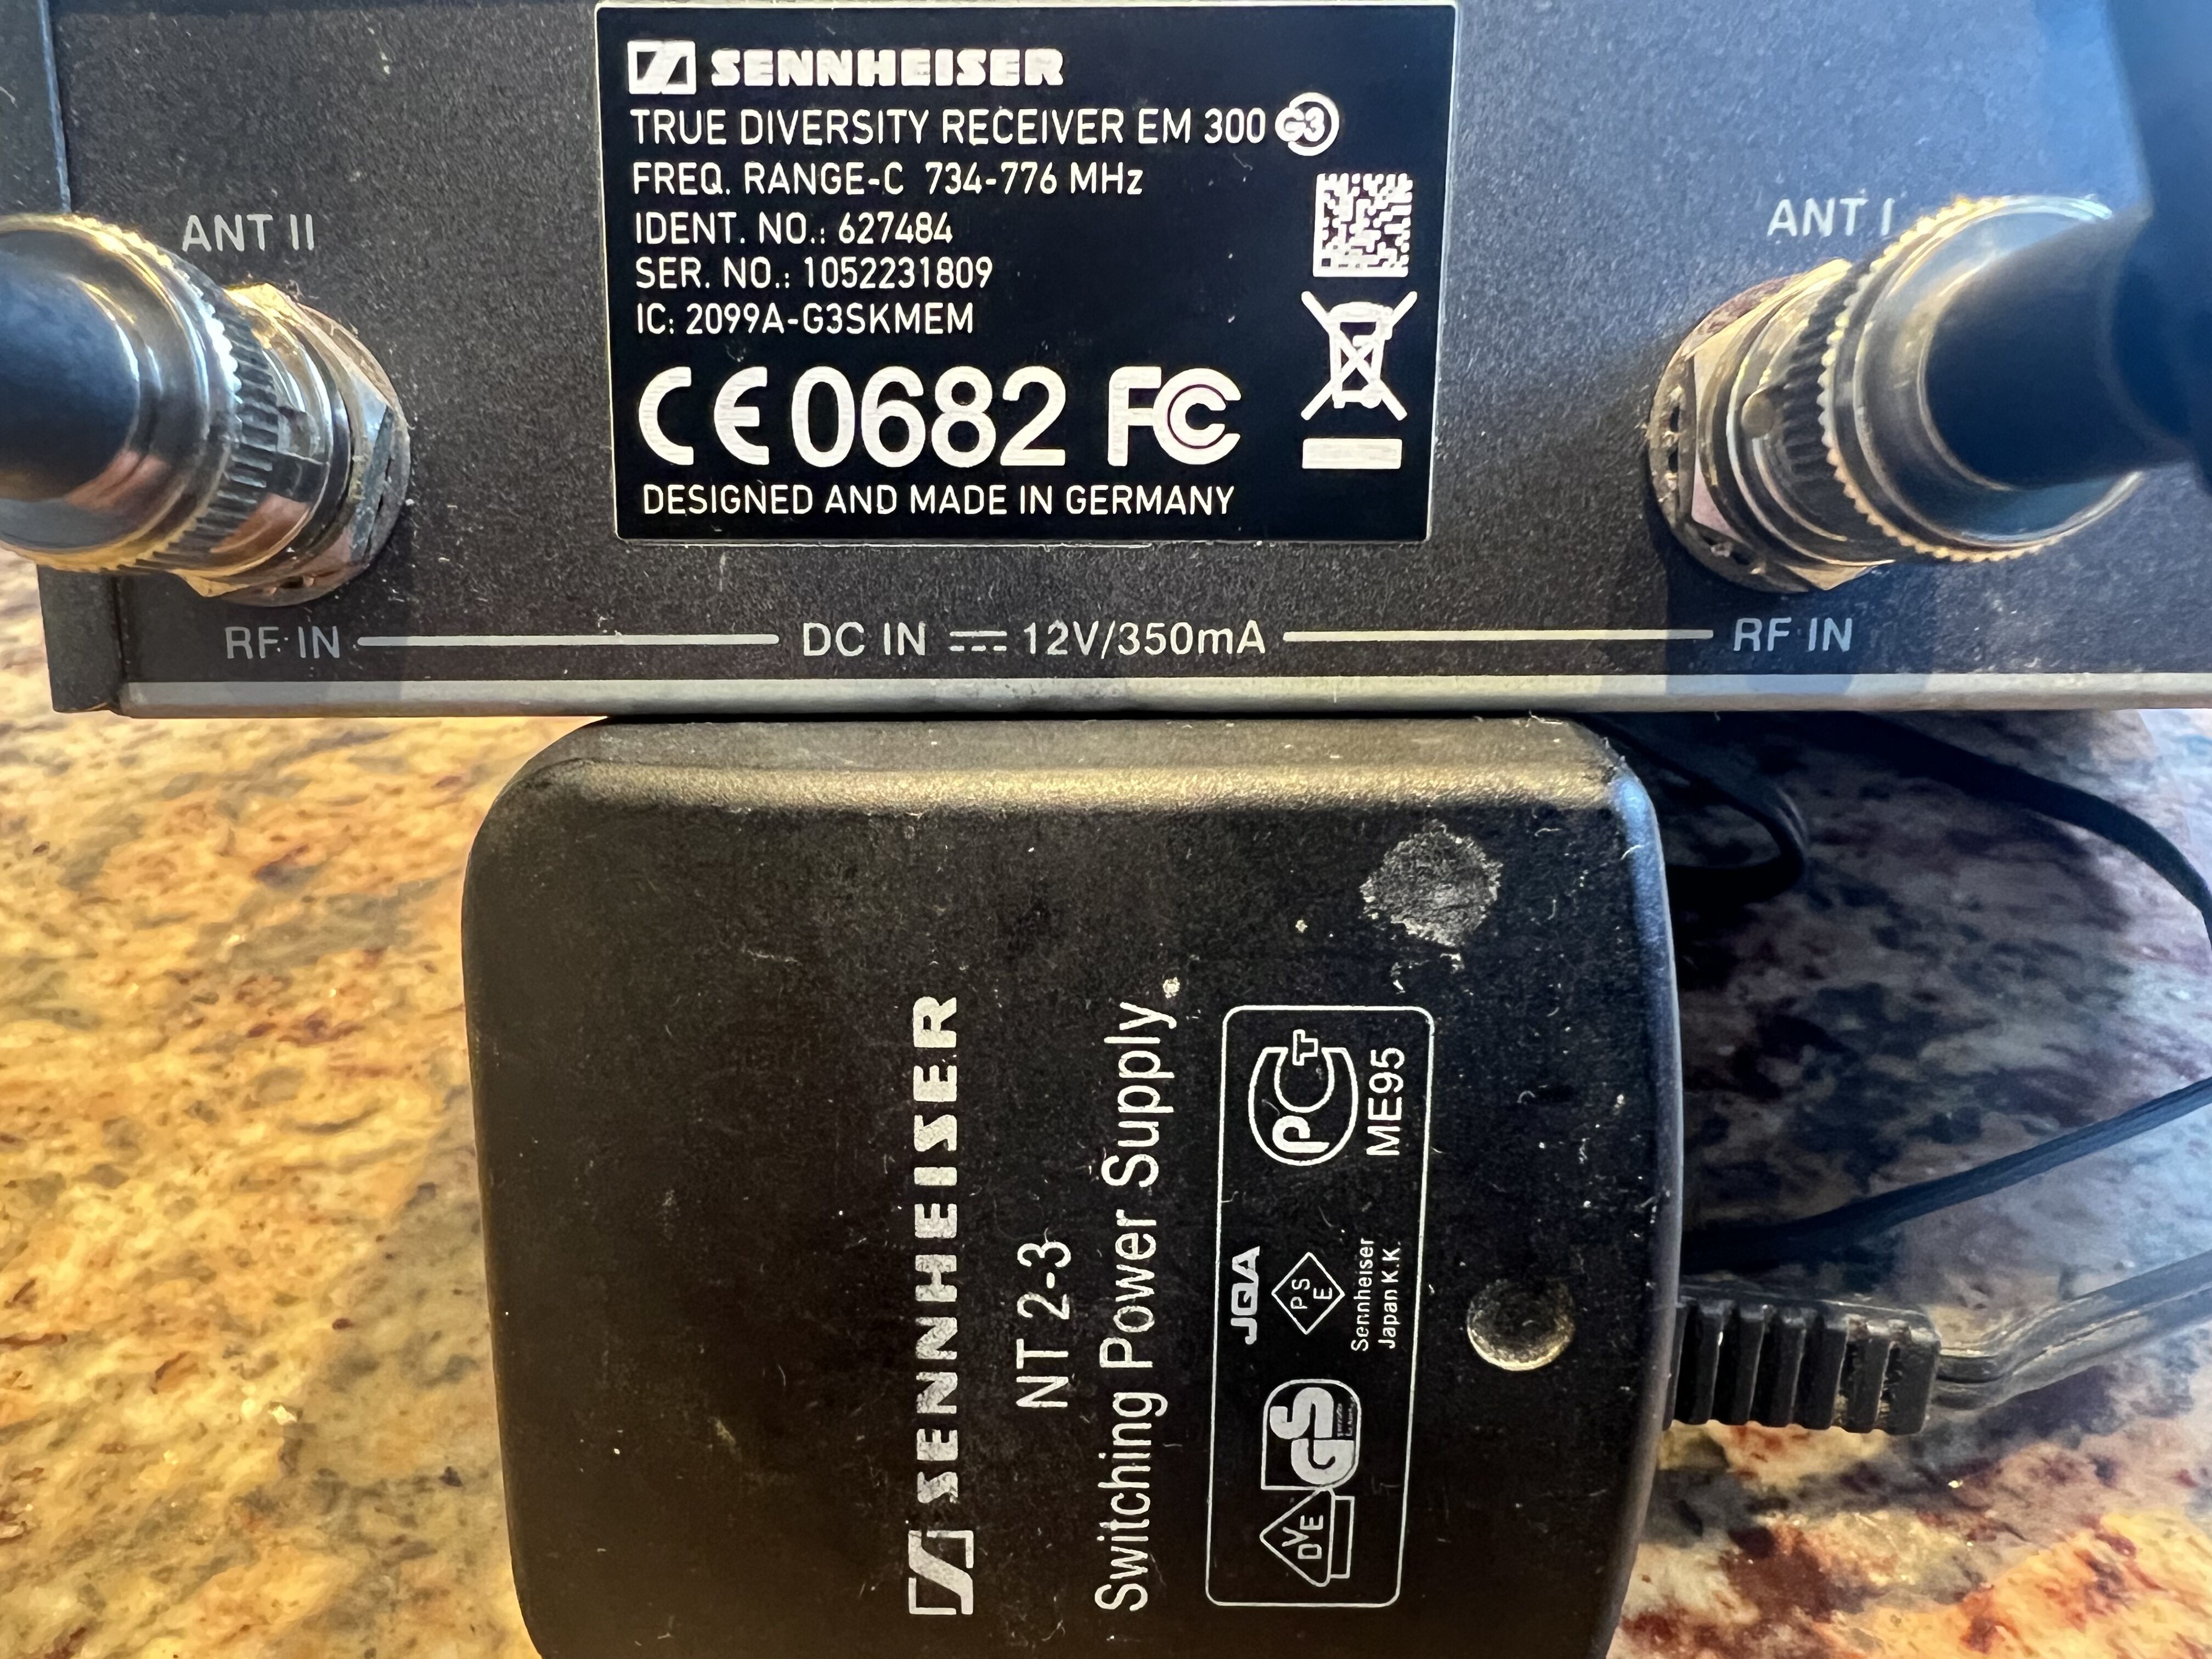 SENNHEISER
TRUE DIVERSITY RECEIVER EM 300 G3
FREQ. RANGE-C 734-776 MHz
IDENT. NO.: 627484
SER. NO.: 1052231809
IC: 2099A-G3SKMEM
CE 0682 FC
DESIGNED AND MADE IN GERMANY
ANT II
ANT I
RF IN
DC IN 12V/350mA
RF IN
SENNHEISER
NT 2-3
Switching Power Supply
DVE
GS
JQA
PSE
Sennheiser
Japan K.K.
PCT
ME95